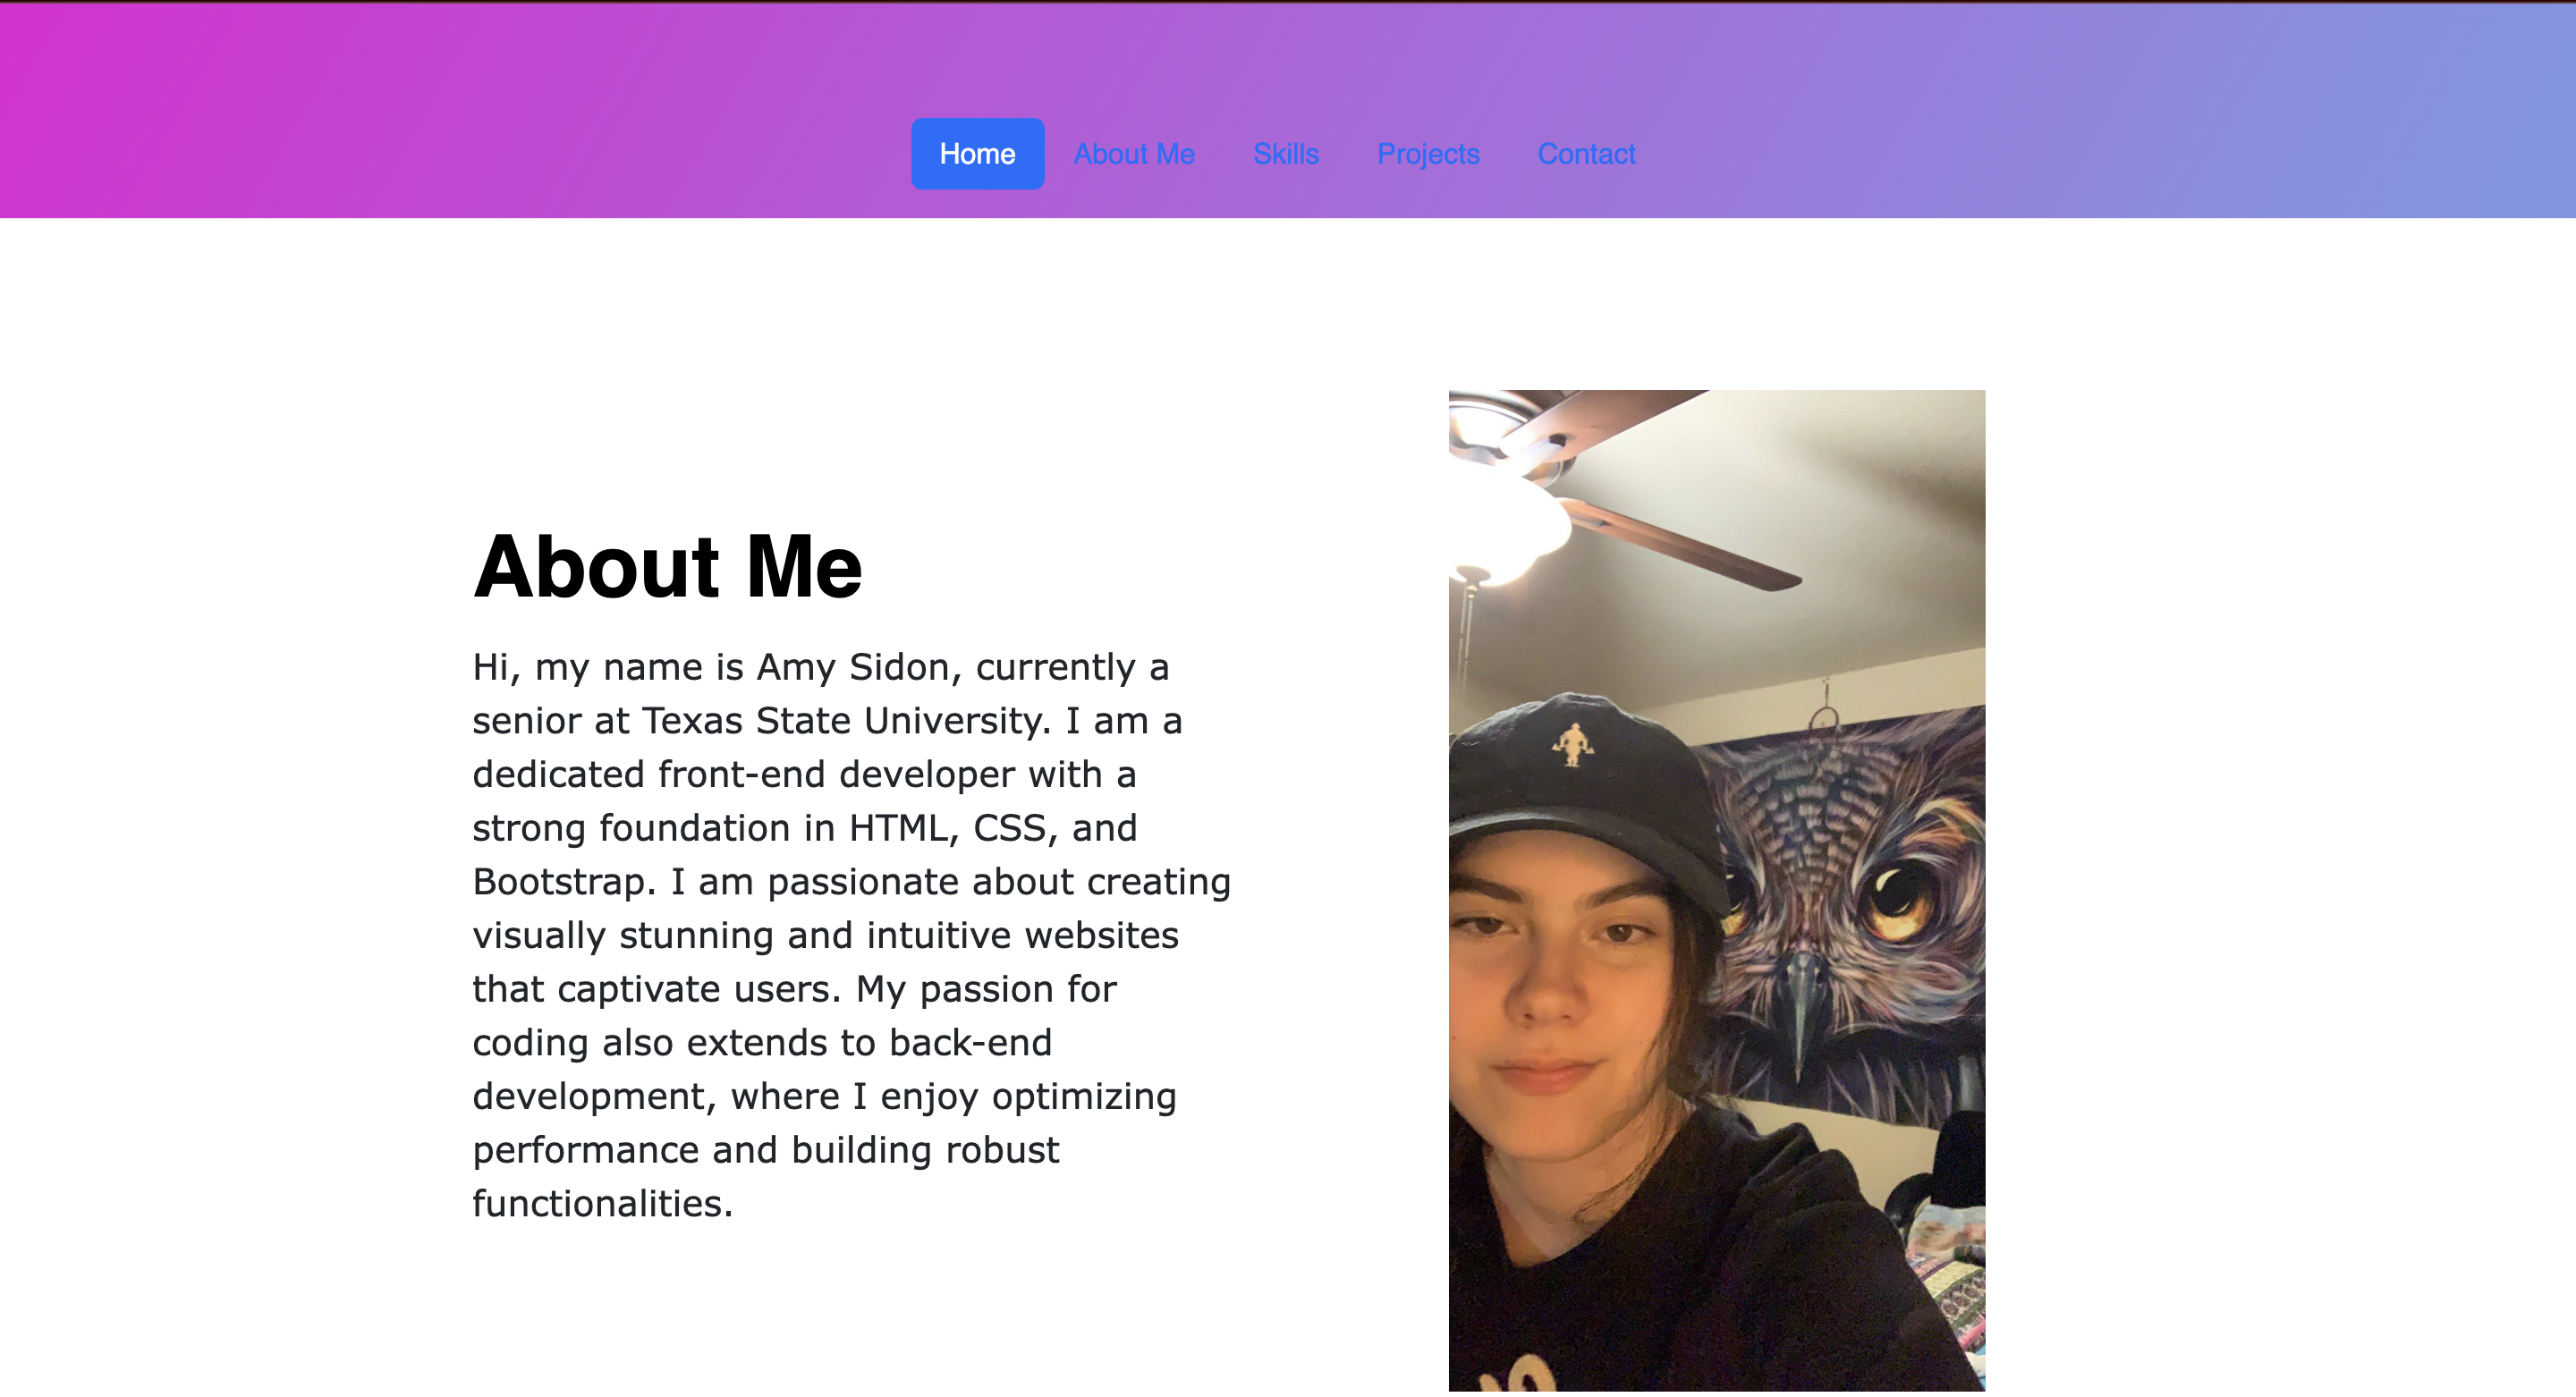 Home About Me Skills Projects Contact
About Me
Hi, my name is Amy Sidon, currently a
senior at Texas State University. I am a
dedicated front-end developer with a
strong foundation in HTML, CSS, and
Bootstrap. I am passionate about creating
visually stunning and intuitive websites
that captivate users. My passion for
coding also extends to back-end
development, where I enjoy optimizing
performance and building robust
functionalities.